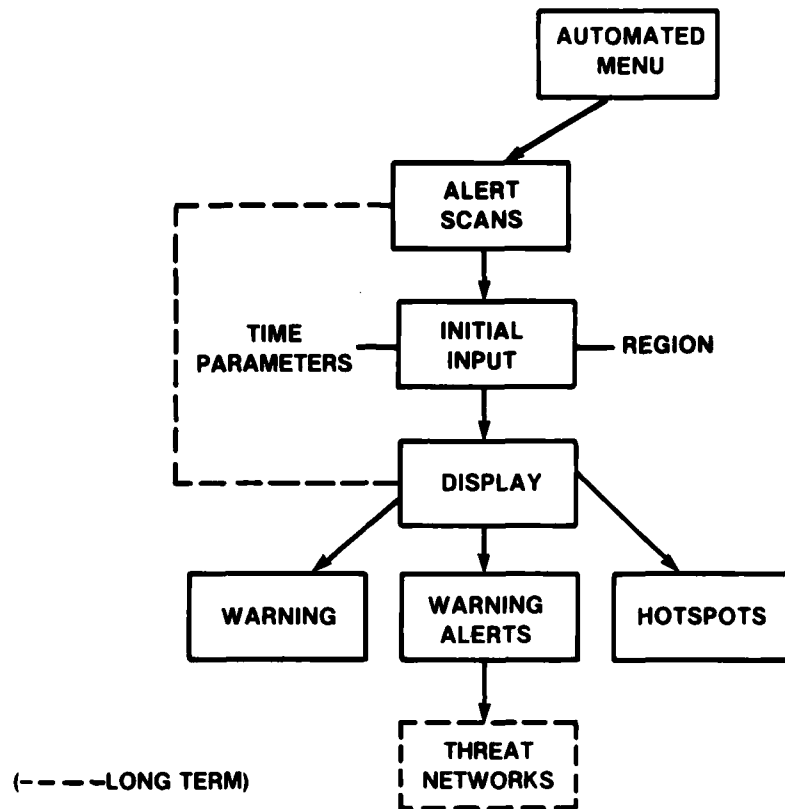 AUTOMATED
MENU
ALERT
SCANS
TIME
PARAMETERS
INITIAL
INPUT
REGION
DISPLAY
WARNING
WARNING
ALERTS
HOTSPOTS
THREAT
NETWORKS
(-----LONG TERM)